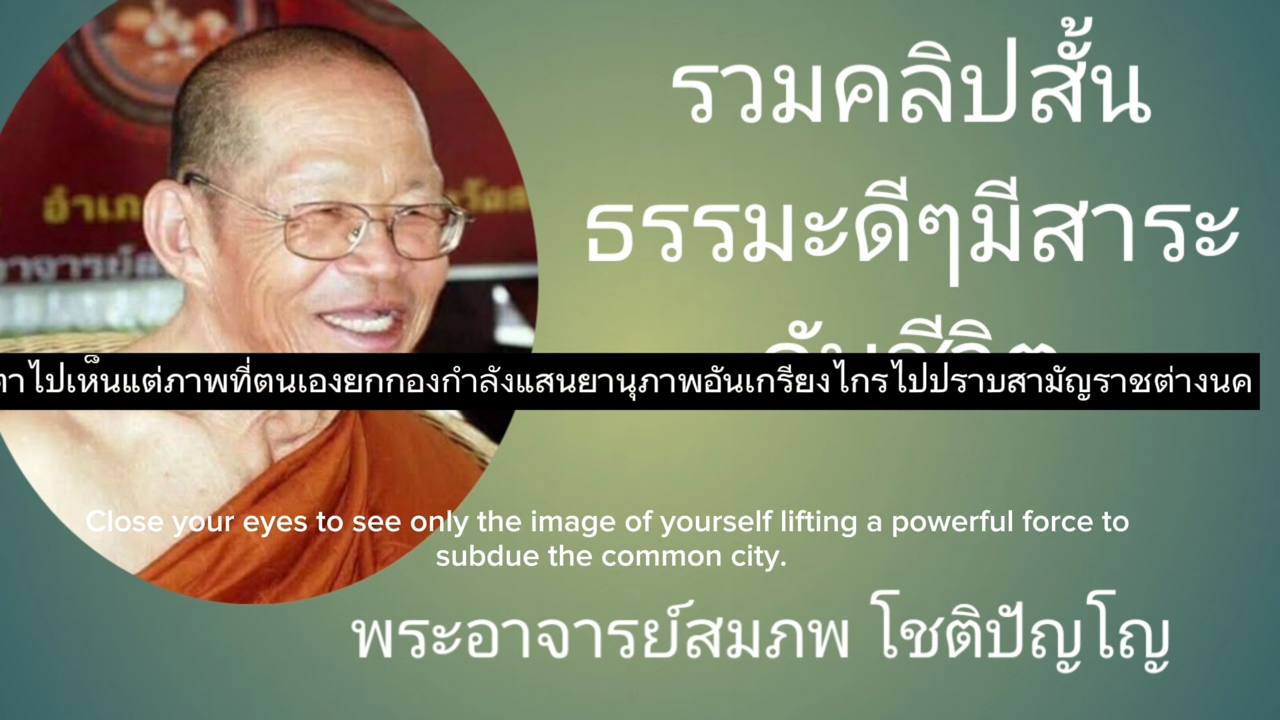 รวมคลิปสั้น
ธรรมะดีๆมีสาระ
อำเภ
ไปเห็นแต่ภาพที่ตนเองยกกองกำลังแสนยานุภาพอันเกรียงไกรไปปราบสามัญราชต่างนค
Close your eyes to see only the image of yourself lifting a powerful force to
subdue the common city.
พระอาจารย์สมภพ โชติปัญโญ